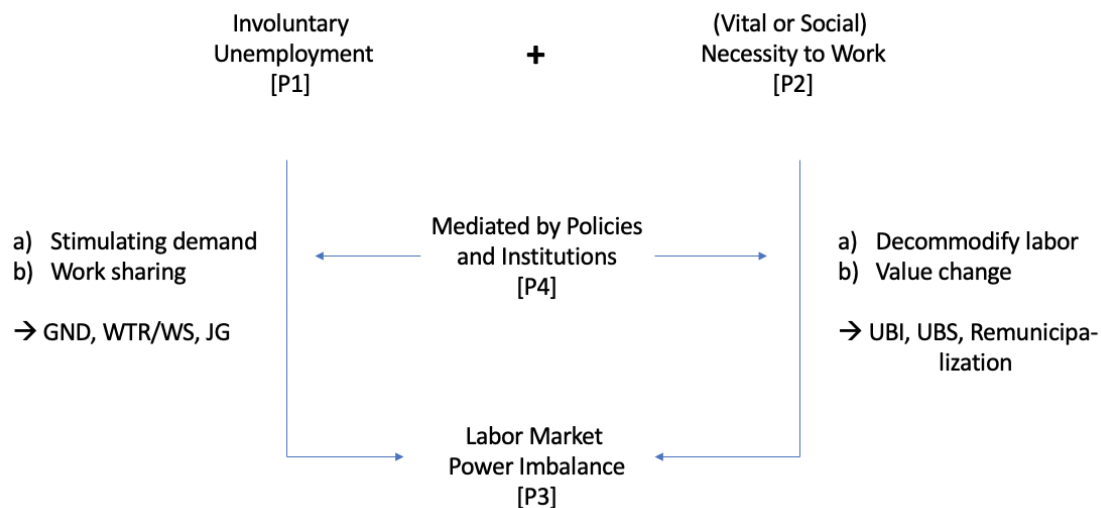 Involuntary
Unemployment
[P1]
+
(Vital or Social)
Necessity to Work
[P2]
a) Stimulating demand
b) Work sharing
→ GND, WTR/WS, JG
Mediated by Policies
and Institutions
[P4]
a) Decommodify labor
b) Value change
→ UBI, UBS, Remunicipa-
lization
Labor Market
Power Imbalance
[P3]